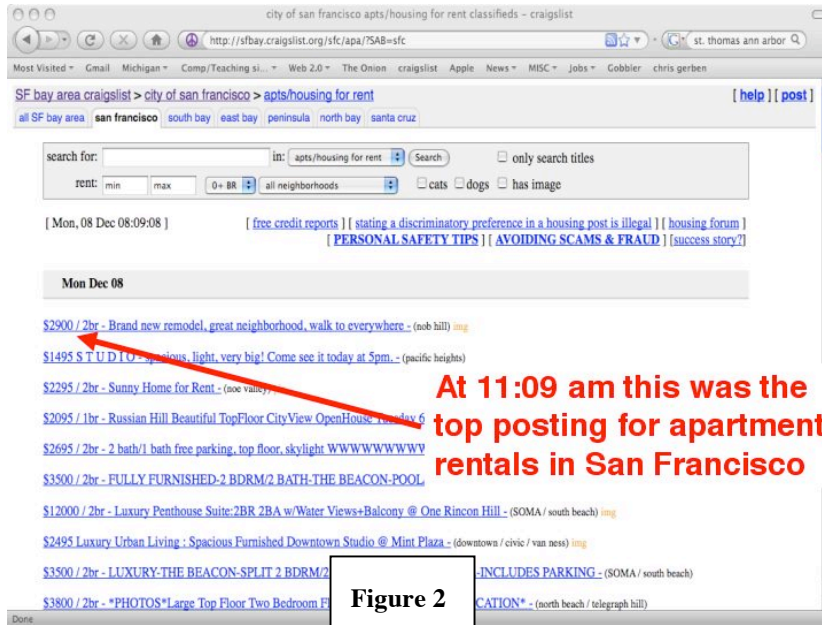 city of san francisco apts/housing for rent classifieds – craigslist
http://sfbay.craigslist.org/sfc/apa/?SAB=sfc
st. thomas ann arbor
Most Visited Gmail Michigan Comp/Teaching si... Web 2.0 The Onion craigslist Apple News MISC Jobs Gobbler chris gerben
SF bay area craigslist > city of san francisco > apts/housing for rent [ help ] [ post ]
all SF bay area san francisco south bay east bay peninsula north bay santa cruz
search for: in: apts/housing for rent Search only search titles
rent: min max 0+ BR all neighborhoods cats dogs has image
[ Mon, 08 Dec 08:09:08 ] [ free credit reports ] [ stating a discriminatory preference in a housing post is illegal ] [ housing forum ]
[ PERSONAL SAFETY TIPS ] [ AVOIDING SCAMS & FRAUD ] [success story?]
Mon Dec 08
$2900 / 2br - Brand new remodel, great neighborhood, walk to everywhere - (nob hill) img
$1495 S T U D I O - spacious, light, very big! Come see it today at 5pm. - (pacific heights)
$2295 / 2br - Sunny Home for Rent - (noe valley)
$2095 / 1br - Russian Hill Beautiful TopFloor CityView OpenHouse Tuesday 6
$2695 / 2br - 2 bath/1 bath free parking, top floor, skylight WWWWWWWWW
$3500 / 2br - FULLY FURNISHED-2 BDRM/2 BATH-THE BEACON-POOL
At 11:09 am this was the
top posting for apartment
rentals in San Francisco
$12000 / 2br - Luxury Penthouse Suite:2BR 2BA w/Water Views+Balcony @ One Rincon Hill - (SOMA / south beach) img
$2495 Luxury Urban Living : Spacious Furnished Downtown Studio @ Mint Plaza - (downtown / civic / van ness) img
$3500 / 2br - LUXURY-THE BEACON-SPLIT 2 BDRM/2 -INCLUDES PARKING - (SOMA / south beach)
$3800 / 2br - *PHOTOS*Large Top Floor Two Bedroom Fl CATION* - (north beach / telegraph hill)
Figure 2
Done